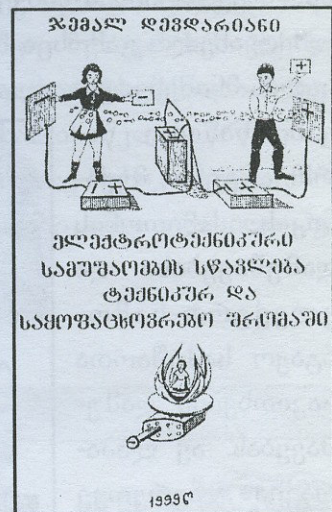 ჯემალ დევდარიანი
+
-
+
-
ელექტროტექნიკური
სამუშაოების სწავლება
ტექნიკურ და
საყოფაცხოვრებო შრომაში
1999წ